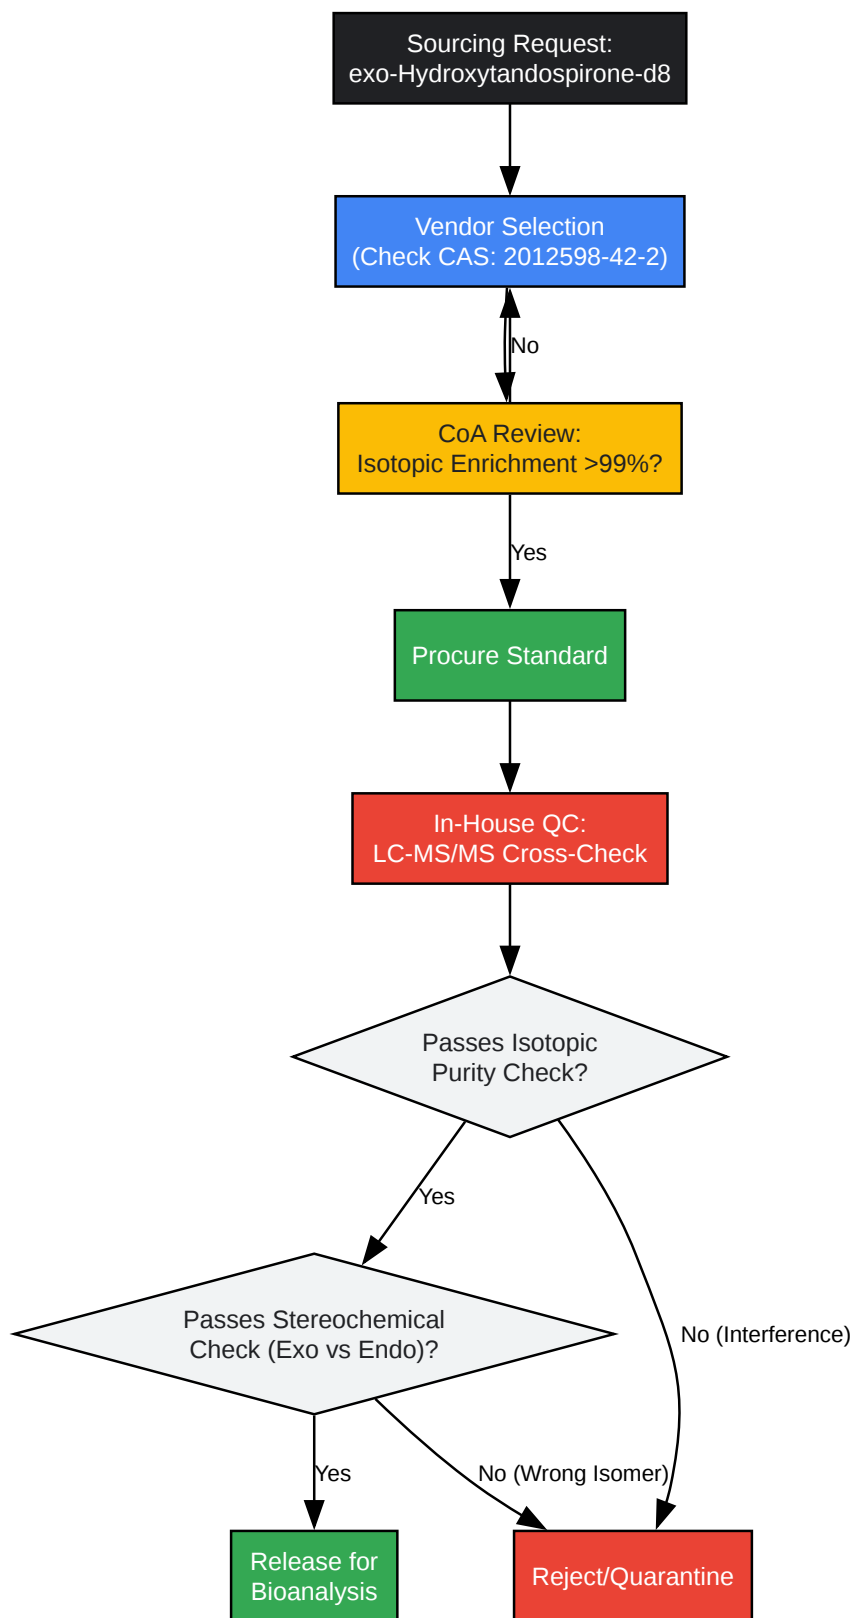 Sourcing Request:
exo-Hydroxytandospirone-d8
Vendor Selection
(Check CAS: 2012598-42-2)
No
CoA Review:
Isotopic Enrichment >99%?
Yes
Procure Standard
In-House QC:
LC-MS/MS Cross-Check
Passes Isotopic
Purity Check?
Yes
Passes Stereochemical
Check (Exo vs Endo)?
No (Interference)
Yes
No (Wrong Isomer)
Release for
Bioanalysis
Reject/Quarantine